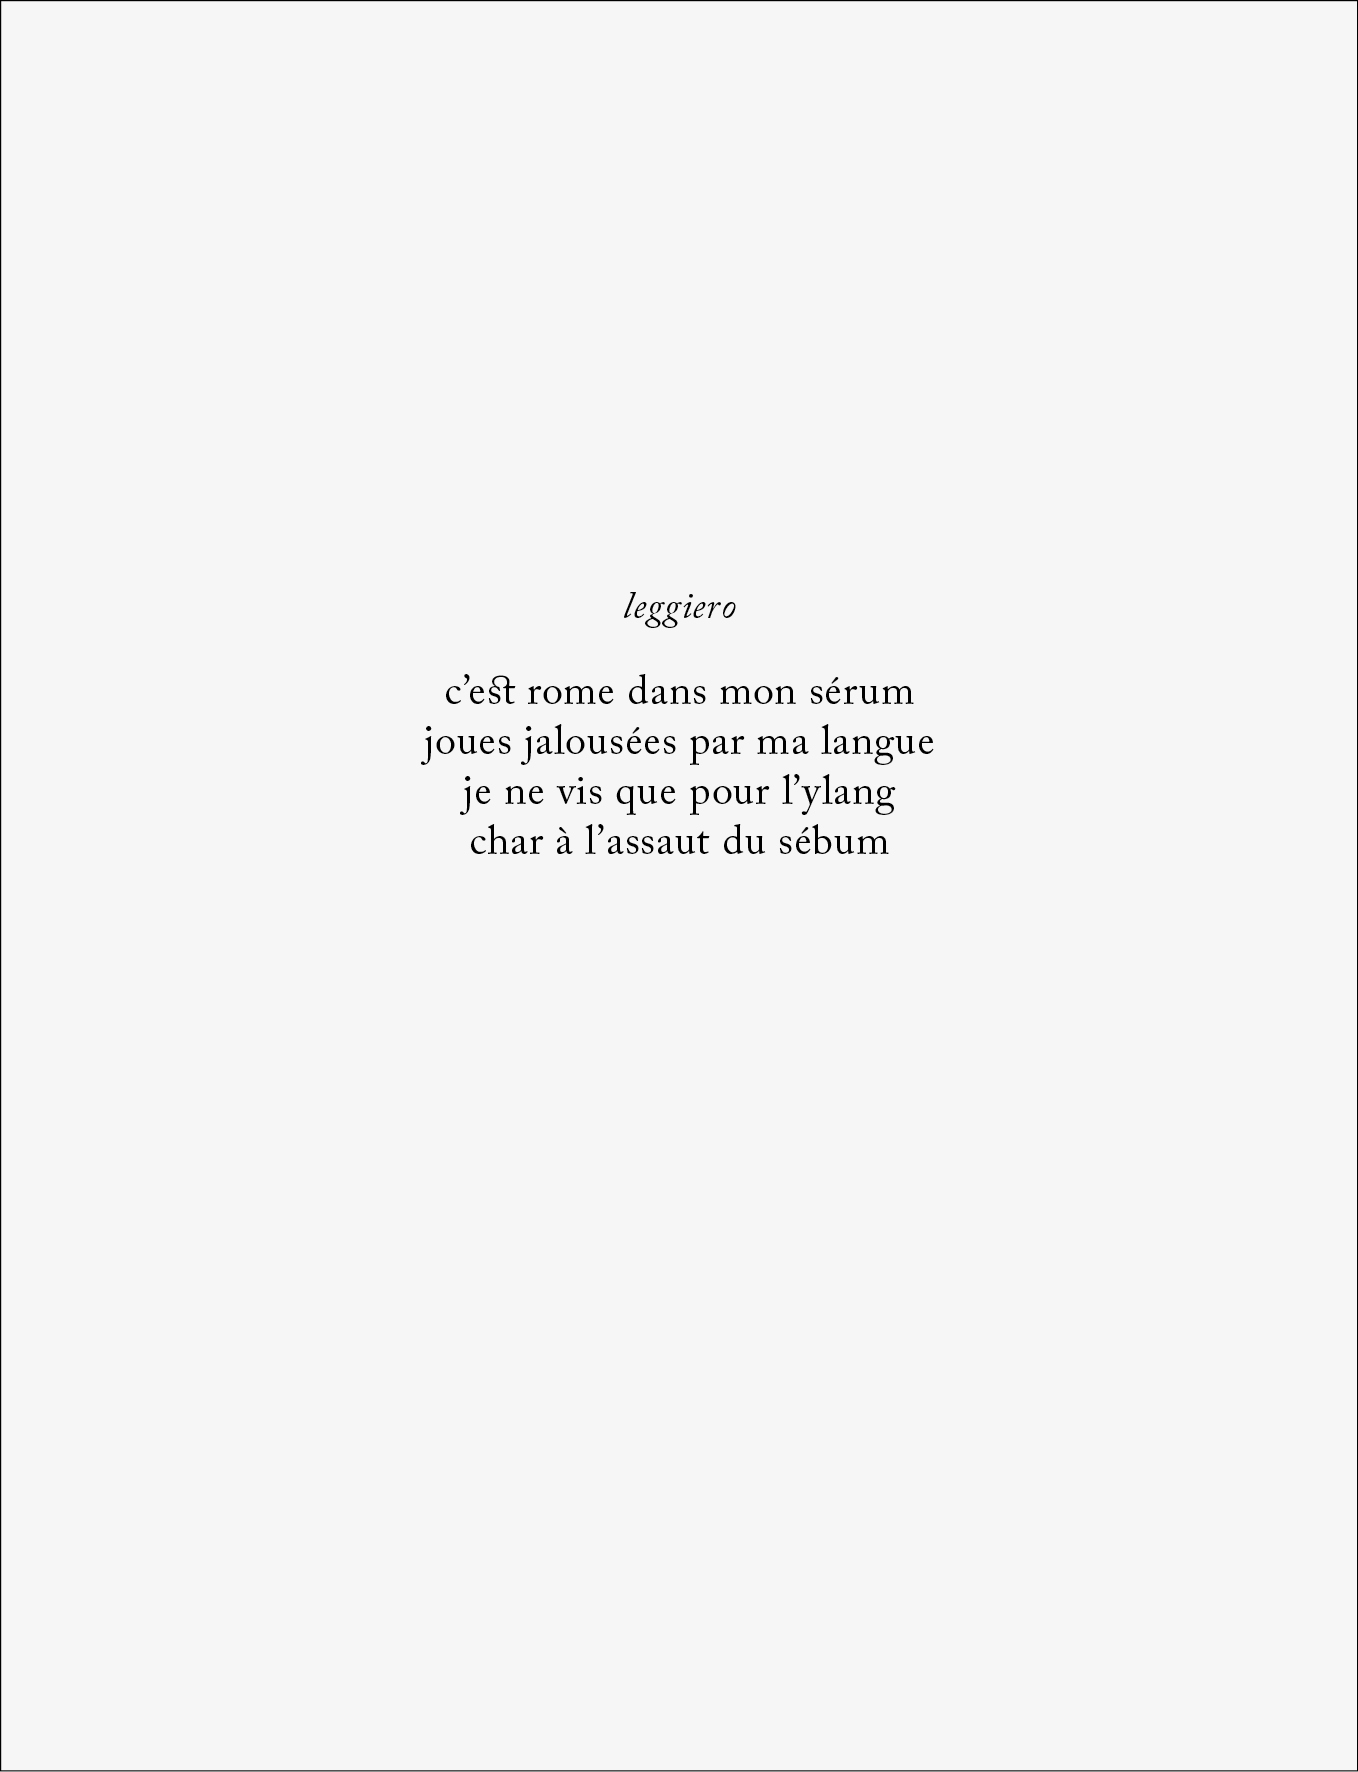 leggiero
c’est rome dans mon sérum
joues jalousées par ma langue
je ne vis que pour l’ylang
char à l’assaut du sébum